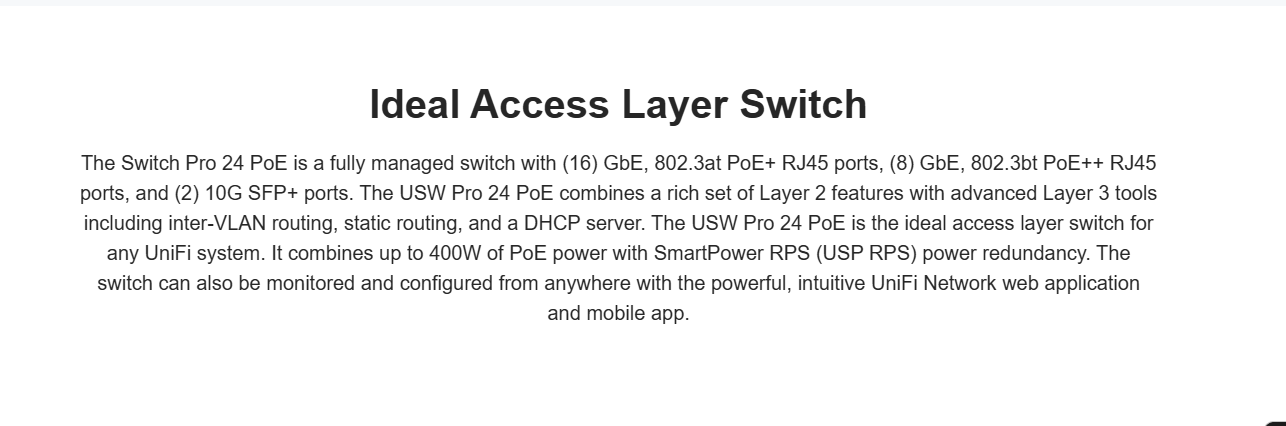 Ideal Access Layer Switch
The Switch Pro 24 PoE is a fully managed switch with (16) GbE, 802.3at PoE+ RJ45 ports, (8) GbE, 802.3bt PoE++ RJ45
ports, and (2) 10G SFP+ ports. The USW Pro 24 PoE combines a rich set of Layer 2 features with advanced Layer 3 tools
including inter-VLAN routing, static routing, and a DHCP server. The USW Pro 24 PoE is the ideal access layer switch for
any UniFi system. It combines up to 400W of PoE power with SmartPower RPS (USP RPS) power redundancy. The
switch can also be monitored and configured from anywhere with the powerful, intuitive UniFi Network web application
and mobile app.